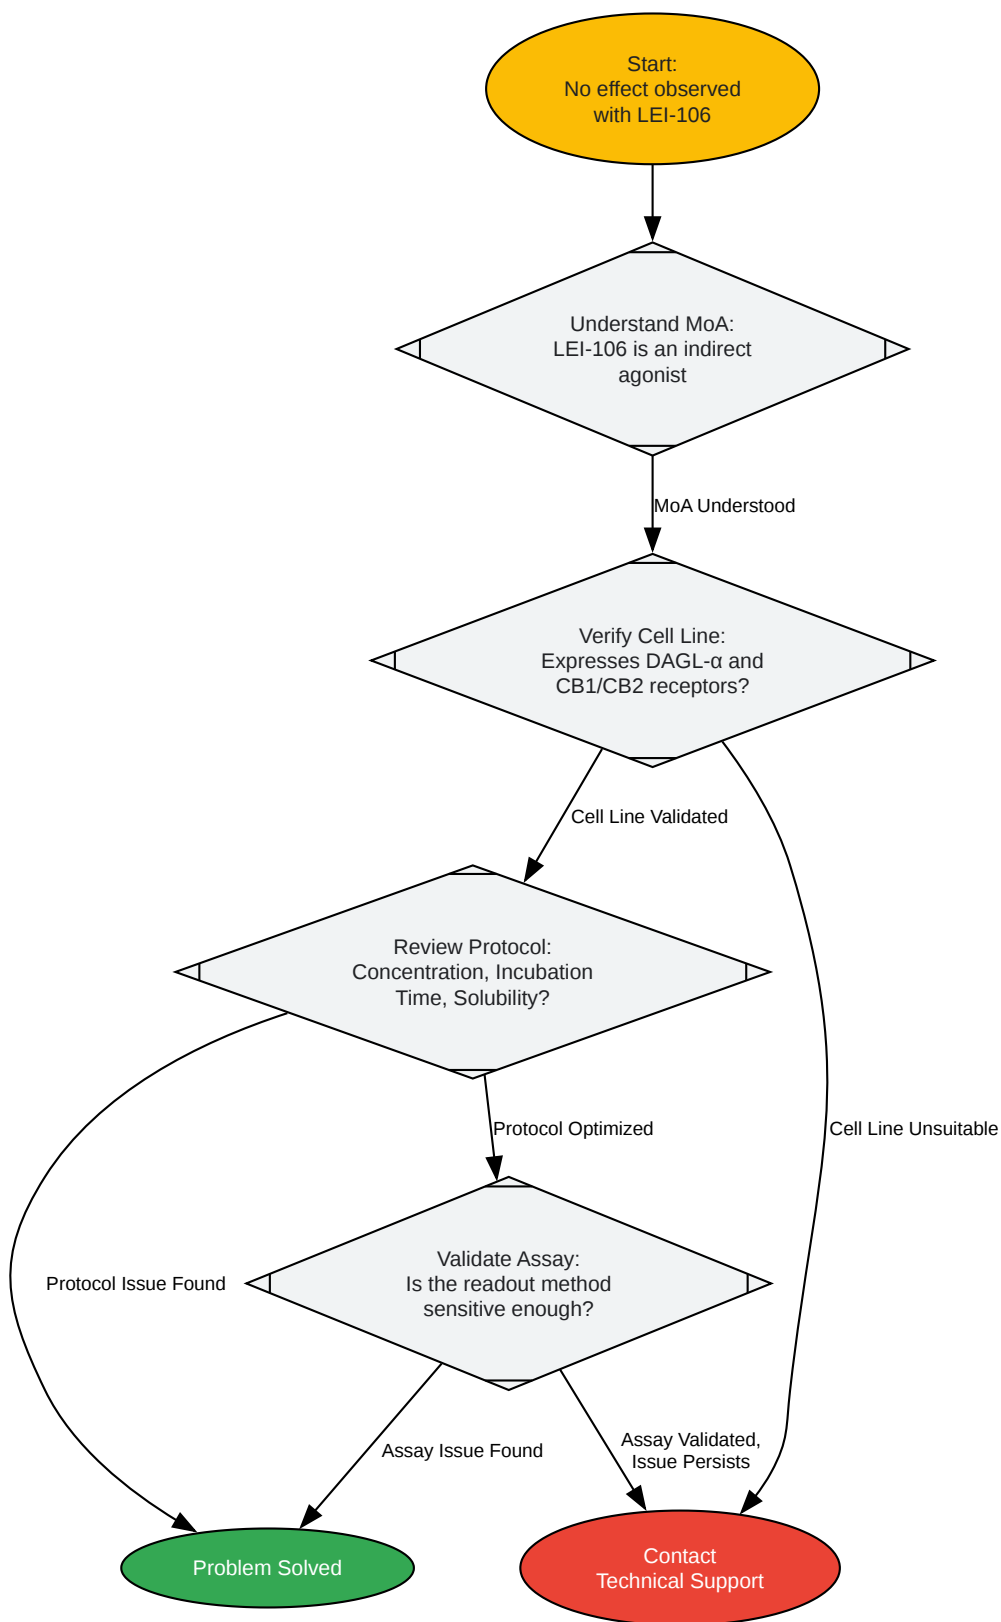 Start:
No effect observed
with LEI-106
Understand MoA:
LEI-106 is an indirect
agonist
MoA Understood
Verify Cell Line:
Expresses DAGL-α and
CB1/CB2 receptors?
Cell Line Validated
Review Protocol:
Concentration, Incubation
Time, Solubility?
Protocol Optimized
Cell Line Unsuitable
Validate Assay:
Is the readout method
sensitive enough?
Protocol Issue Found
Assay Issue Found
Assay Validated,
Issue Persists
Problem Solved
Contact
Technical Support